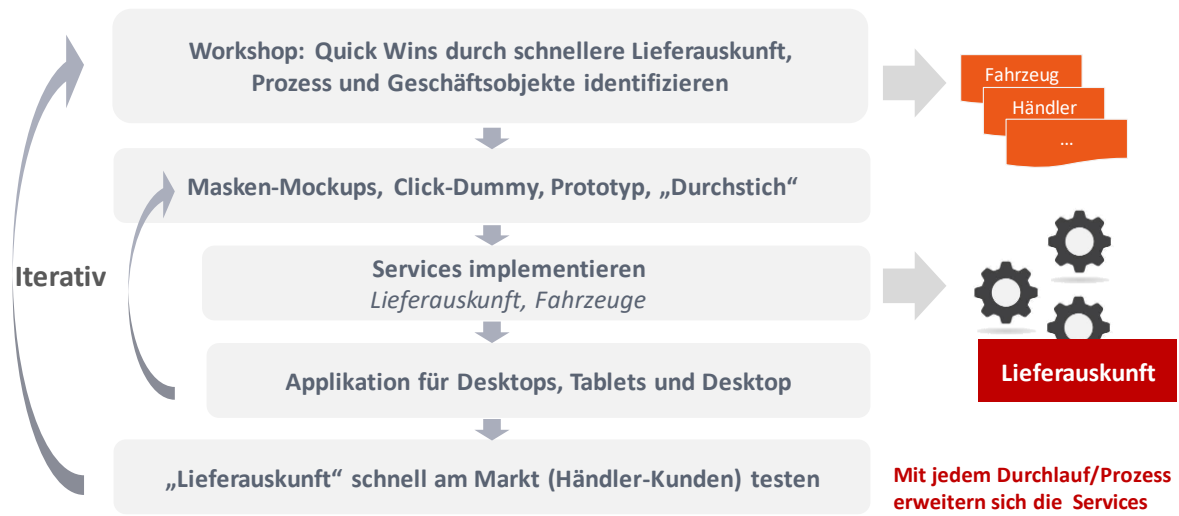 Workshop: Quick Wins durch schnellere Lieferauskunft,
Prozess und Geschäftsobjekte identifizieren
Fahrzeug
Händler
...
Masken-Mockups, Click-Dummy, Prototyp, „Durchstich“
Iterativ
Services implementieren
Lieferauskunft, Fahrzeuge
Applikation für Desktops, Tablets und Desktop
Lieferauskunft
„Lieferauskunft“ schnell am Markt (Händler-Kunden) testen
Mit jedem Durchlauf/Prozess
erweitern sich die Services